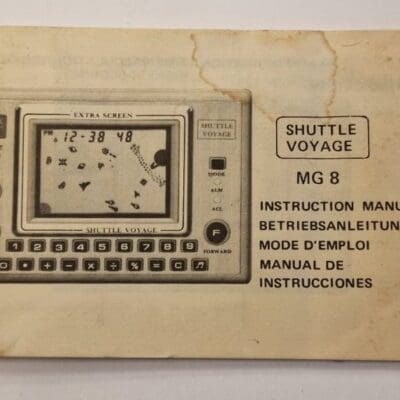 EXTRA SCREEN
SHUTTLE
VOYAGE
PM 12-38 48
MODE
ALM
ACL
SHUTTLE VOYAGE
1 2 3 4 5 6 7 8 9
F
FORWARD
0 • + - × ÷ % = C ♫
SHUTTLE
VOYAGE
MG 8
INSTRUCTION MANU
BETRIEBSANLEITUN
MODE D'EMPLOI
MANUAL DE
INSTRUCCIONES